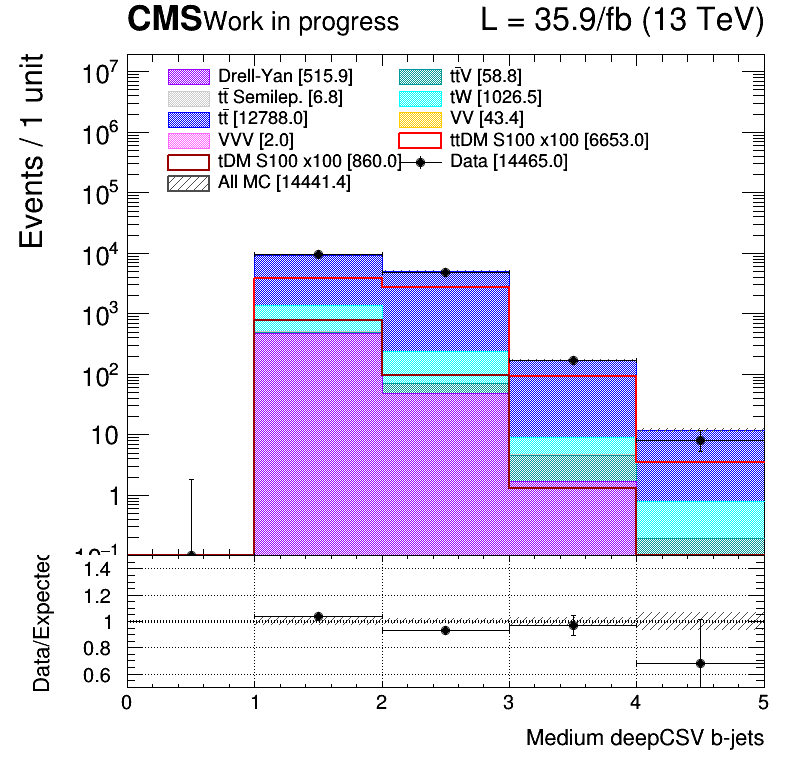 CMS Work in progress L = 35.9/fb (13 TeV)
Events / 1 unit
10⁷
10⁶
10⁵
10⁴
10³
10²
10
1
10⁻¹
Drell-Yan [515.9] tt̄V [58.8]
tt̄ Semilep. [6.8] tW [1026.5]
tt̄ [12788.0] VV [43.4]
VVV [2.0] ttDM S100 x100 [6653.0]
tDM S100 x100 [860.0] Data [14465.0]
All MC [14441.4]
Data/Expected
1.4
1.2
1
0.8
0.6
0 1 2 3 4 5
Medium deepCSV b-jets